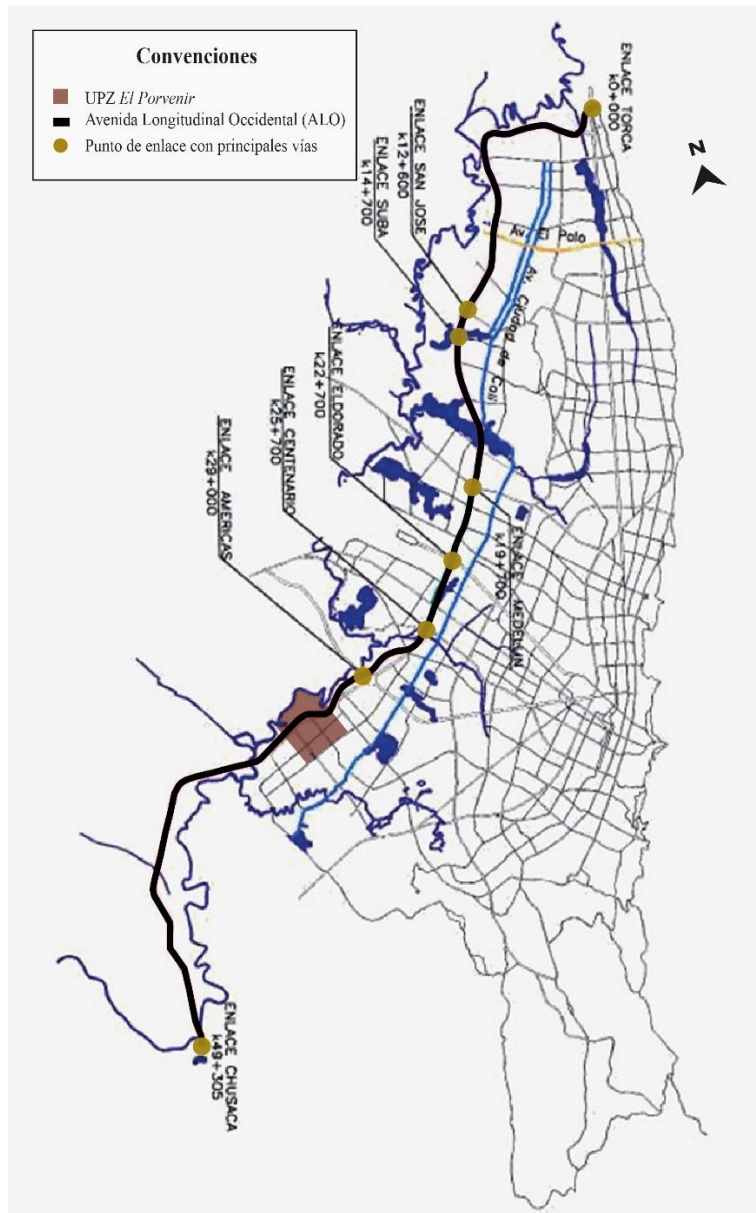 Convenciones
UPZ El Porvenir
Avenida Longitudinal Occidental (ALO)
Punto de enlace con principales vías
ENLACE TORCA
k0+000
Z
ENLACE SAN JOSE
k12+600
ENLACE SUBA
k14+700
Av. El Polo
Av. Ciudad de Cali
ENLACE ELDORADO
k22+700
ENLACE CENTENARIO
k25+700
ENLACE AMERICAS
k29+000
ENLACE MEDELLIN
k19+700
ENLACE CHUSACA
k49+305